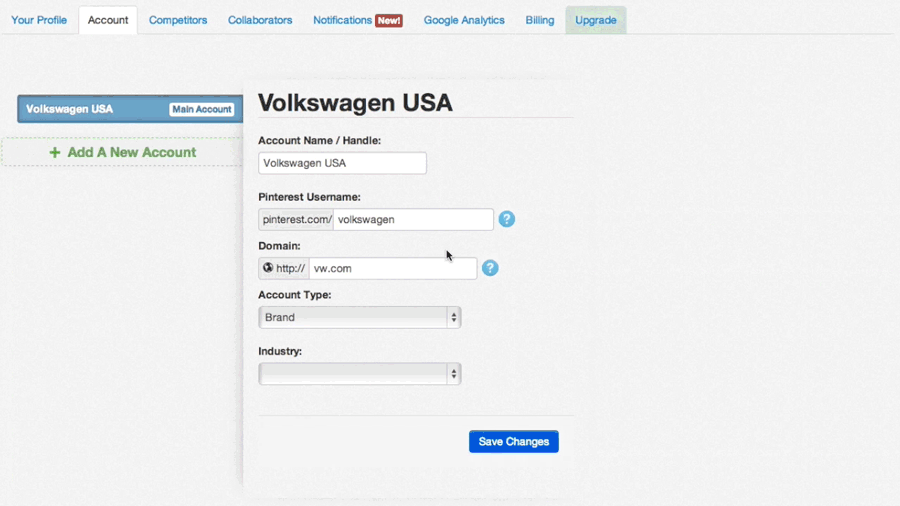 Your Profile Account Competitors Collaborators Notifications New! Google Analytics Billing Upgrade
Volkswagen USA Main Account
+ Add A New Account
Volkswagen USA
Account Name / Handle:
Volkswagen USA
Pinterest Username:
pinterest.com/ volkswagen ?
Domain:
http:// vw.com ?
Account Type:
Brand
Industry:
Save Changes